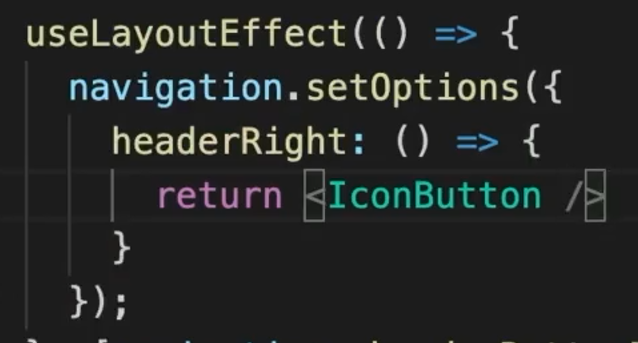 useLayoutEffect(() => {
navigation.setOptions({
headerRight: () => {
return <IconButton />
}
});